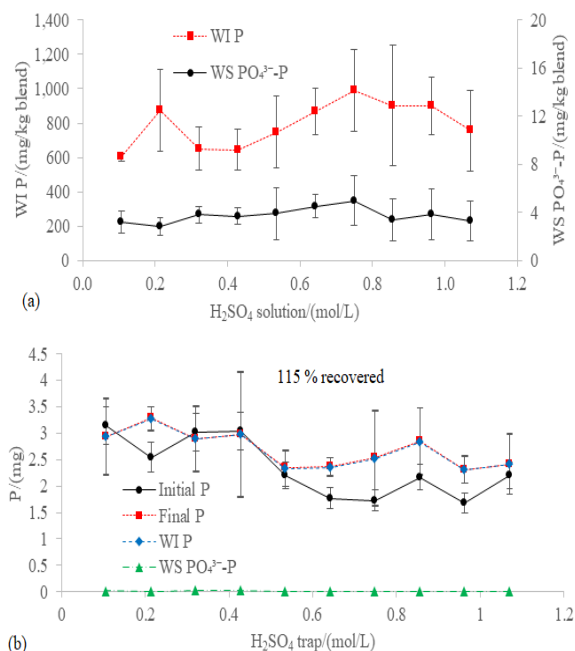 1,400
1,200
1,000
800
600
400
200
0
WI P/(mg/kg blend)
WI P
WS PO₄³⁻-P
20
16
12
8
4
0
WS PO₄³⁻-P/(mg/kg blend)
0.0 0.2 0.4 0.6 0.8 1.0 1.2
(a)
H₂SO₄ solution/(mol/L)
4.5
4
3.5
3
2.5
2
1.5
1
0.5
0
P/(mg)
115 % recovered
Initial P
Final P
WI P
WS PO₄³⁻-P
0 0.2 0.4 0.6 0.8 1 1.2
(b)
H₂SO₄ trap/(mol/L)